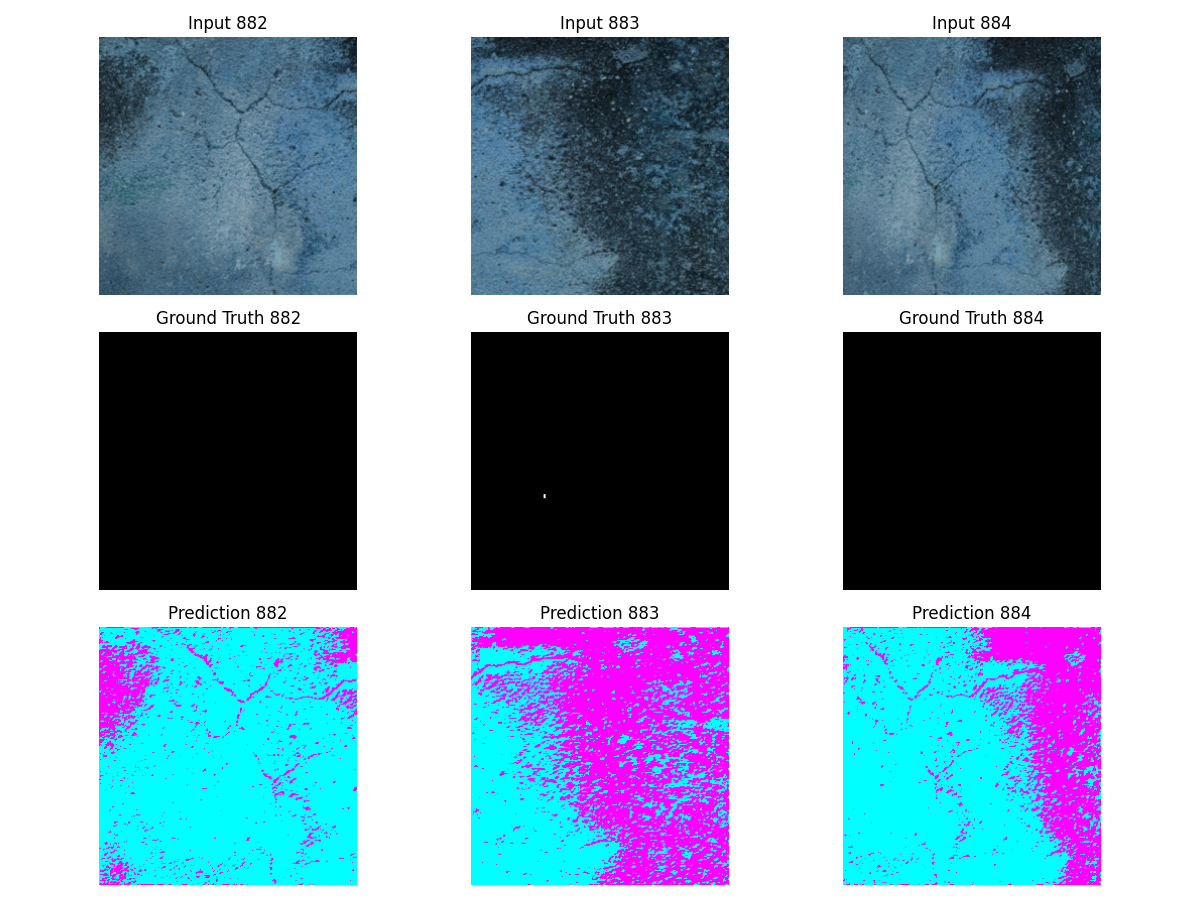 Input 882
Input 883
Input 884
Ground Truth 882
Ground Truth 883
Ground Truth 884
Prediction 882
Prediction 883
Prediction 884